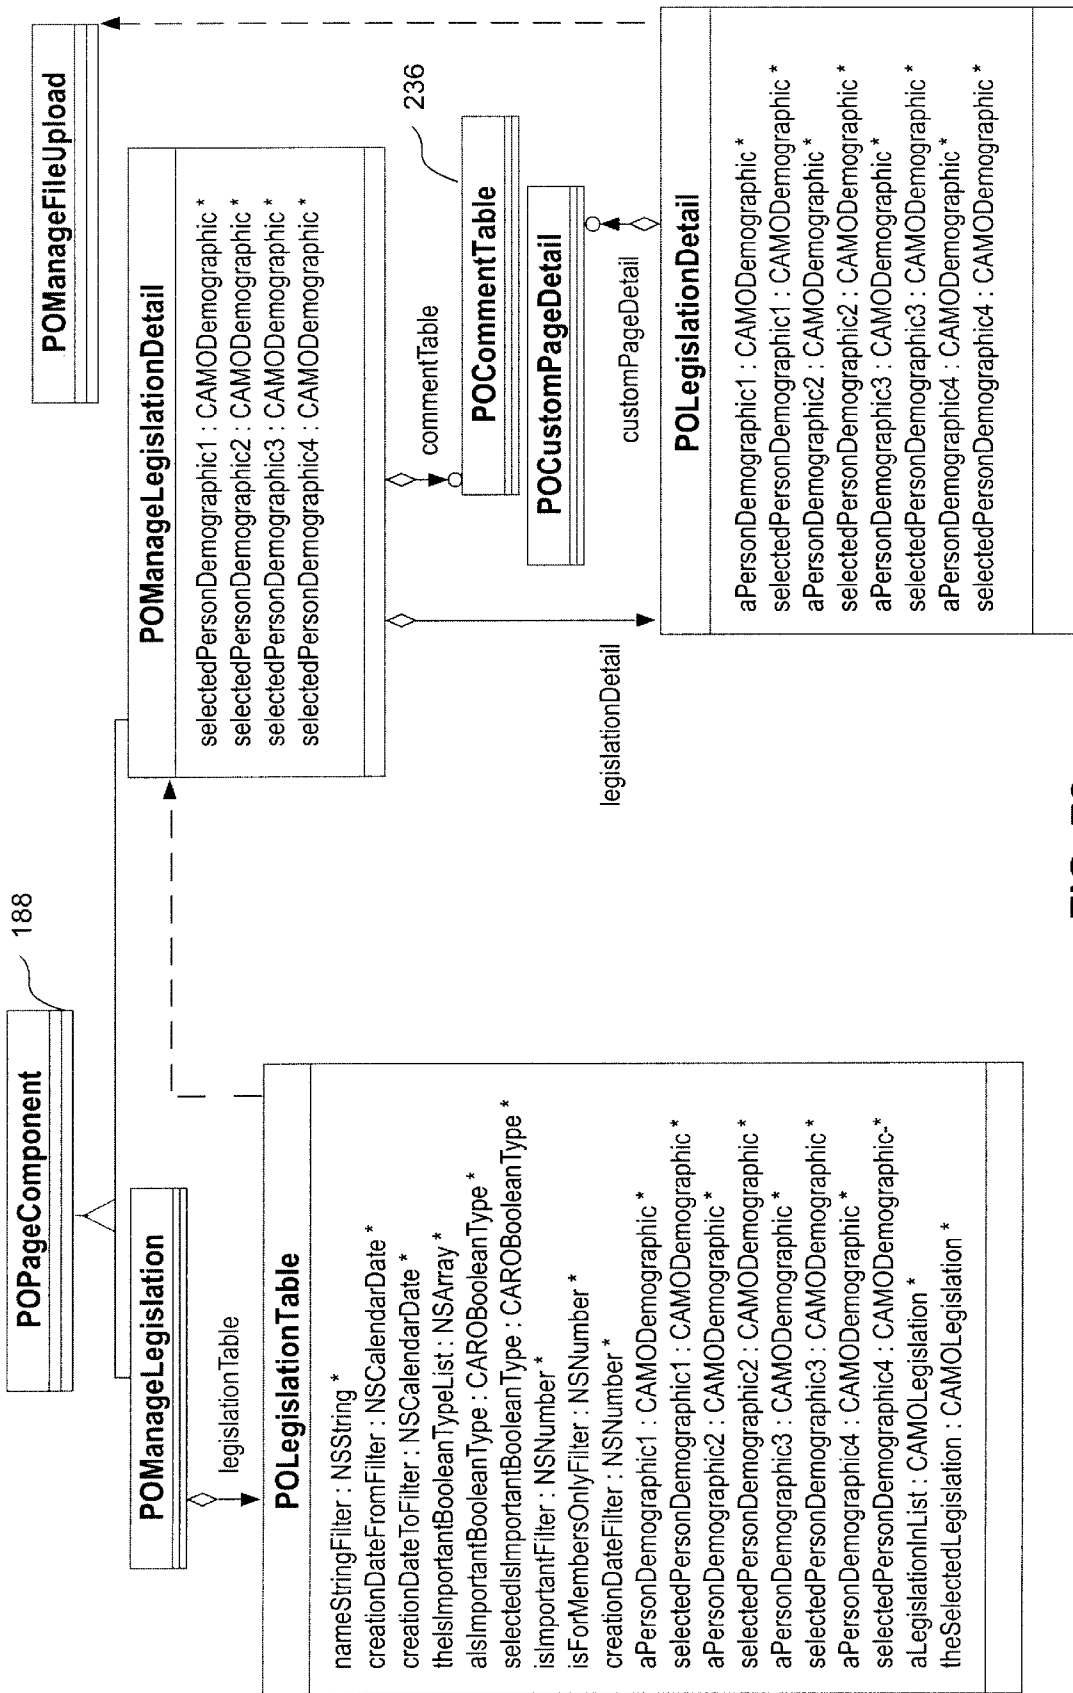 POPageComponent
188
POManageLegislation
legislationTable
POLegislationTable
nameStringFilter : NSString *
creationDateFromFilter : NSCalendarDate *
creationDateToFilter : NSCalendarDate *
theIsImportantBooleanTypeList : NSArray *
aIsImportantBooleanType : CAROBooleanType *
selectedIsImportantBooleanType : CAROBooleanType *
isImportantFilter : NSNumber *
isForMembersOnlyFilter : NSNumber *
creationDateFilter : NSNumber *
aPersonDemographic1 : CAMODemographic *
selectedPersonDemographic1 : CAMODemographic *
aPersonDemographic2 : CAMODemographic *
selectedPersonDemographic2 : CAMODemographic *
aPersonDemographic3 : CAMODemographic *
selectedPersonDemographic3 : CAMODemographic *
aPersonDemographic4 : CAMODemographic *
selectedPersonDemographic4 : CAMODemographic-*
aLegislationInList : CAMOLegislation *
theSelectedLegislation : CAMOLegislation *
POManageFileUpload
POManageLegislationDetail
selectedPersonDemographic1 : CAMODemographic *
selectedPersonDemographic2 : CAMODemographic *
selectedPersonDemographic3 : CAMODemographic *
selectedPersonDemographic4 : CAMODemographic *
commentTable
236
POCommentTable
POCustomPageDetail
customPageDetail
legislationDetail
POLegislationDetail
aPersonDemographic1 : CAMODemographic *
selectedPersonDemographic1 : CAMODemographic *
aPersonDemographic2 : CAMODemographic *
selectedPersonDemographic2 : CAMODemographic *
aPersonDemographic3 : CAMODemographic *
selectedPersonDemographic3 : CAMODemographic *
aPersonDemographic4 : CAMODemographic *
selectedPersonDemographic4 : CAMODemographic *